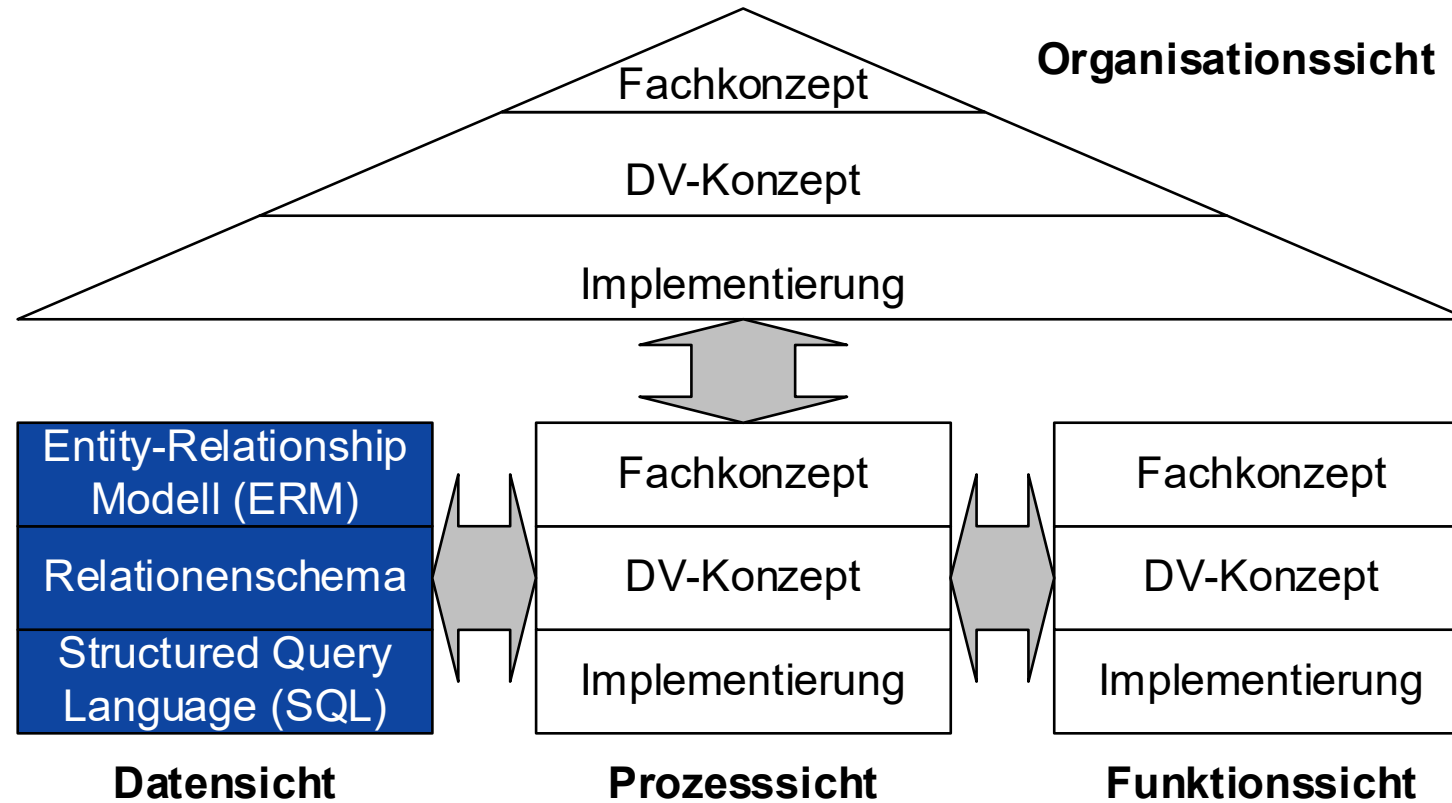 Organisationssicht
Fachkonzept
DV-Konzept
Implementierung
Entity-Relationship
Modell (ERM)
Relationenschema
Structured Query
Language (SQL)
Datensicht
Fachkonzept
DV-Konzept
Implementierung
Prozesssicht
Fachkonzept
DV-Konzept
Implementierung
Funktionssicht